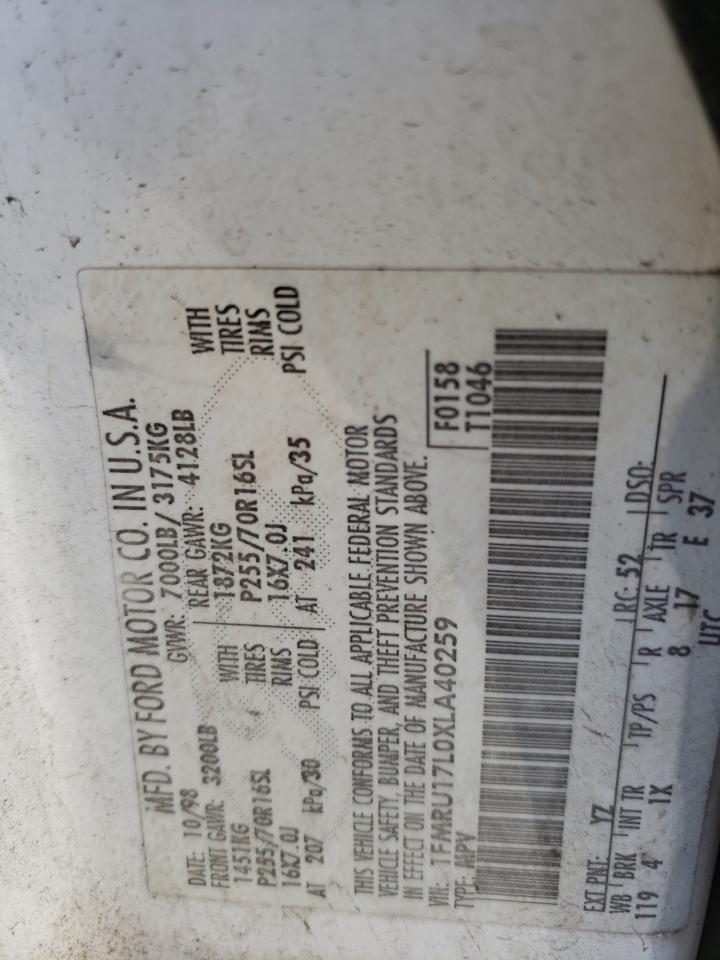 MFD. BY FORD MOTOR CO. IN U.S.A.
DATE: 10/98 GVWR: 7000LB/ 3175KG
FRONT GAWR: 3200LB REAR GAWR: 4128LB
1451KG WITH 1872KG WITH
P255/70R16SL TIRES P255/70R16SL TIRES
16X7.0J RIMS 16X7.0J RIMS
AT 207 kPa/30 PSI COLD AT 241 kPa/35 PSI COLD
THIS VEHICLE CONFORMS TO ALL APPLICABLE FEDERAL MOTOR
VEHICLE SAFETY, BUMPER, AND THEFT PREVENTION STANDARDS
IN EFFECT ON THE DATE OF MANUFACTURE SHOWN ABOVE.
VIN: 1FMRU17L0XLA40259 F0158
TYPE: MPV T1046
EXT PNT: YZ RC: 52 DSO:
WB BRK INT TR TP/PS R AXLE TR SPR
119 4 1X 8 17 E 37
UTC